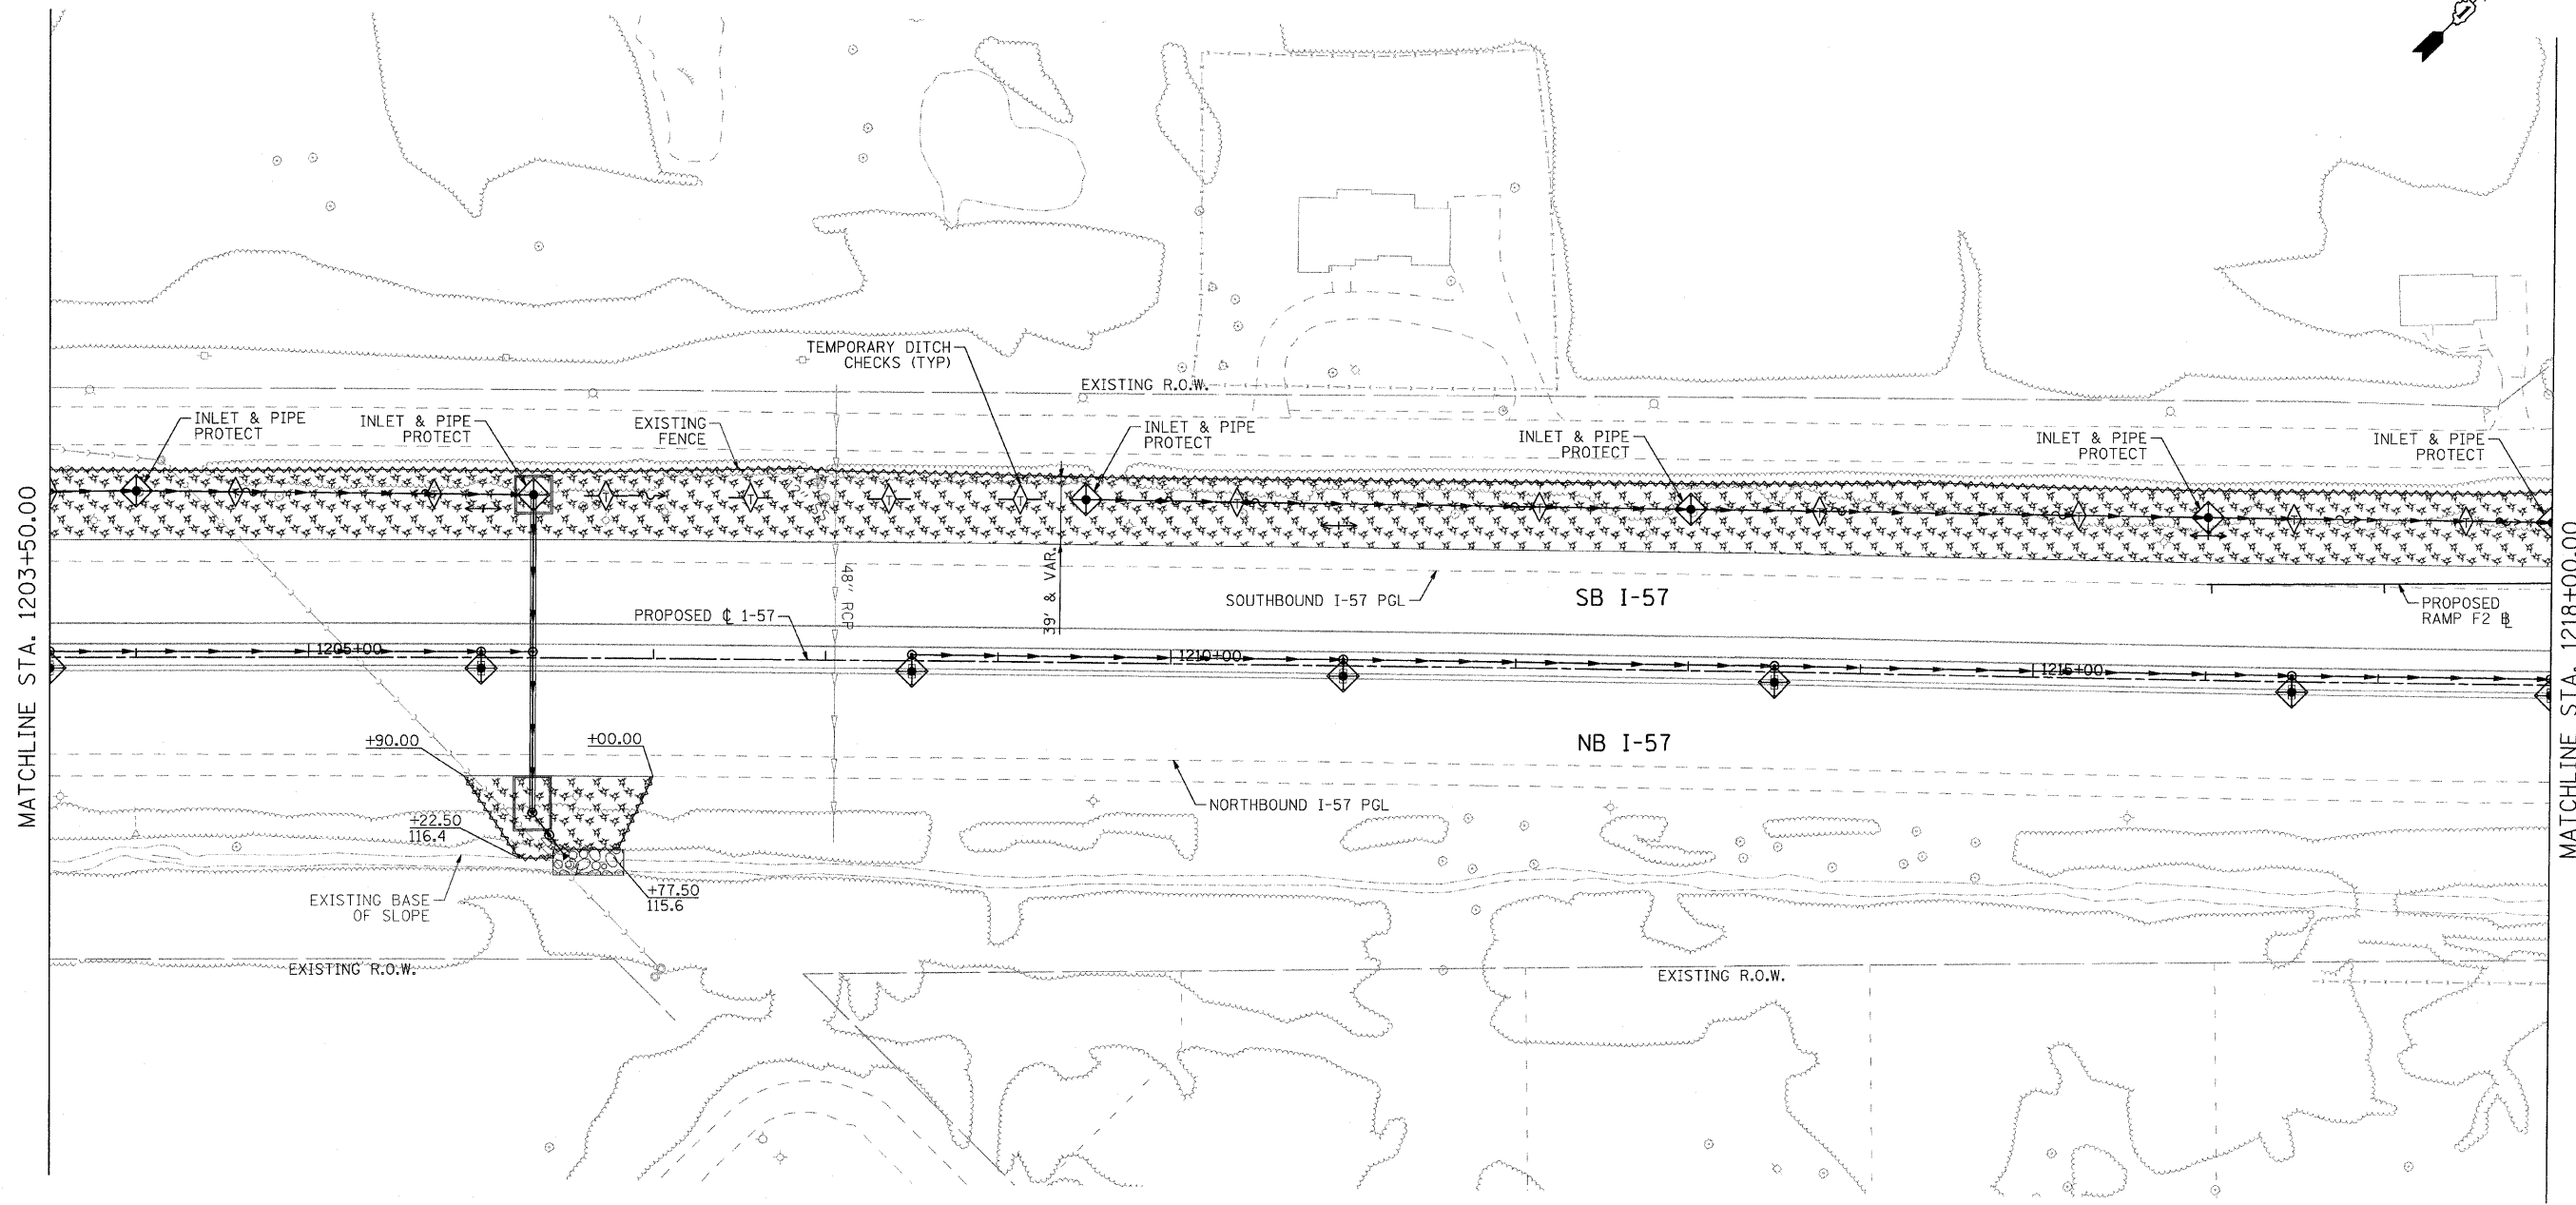 TEMPORARY DITCH
CHECKS (TYP)
EXISTING R.O.W.
INLET & PIPE
PROTECT
INLET & PIPE
PROTECT
EXISTING
FENCE
INLET & PIPE
PROTECT
INLET & PIPE
PROTECT
INLET & PIPE
PROTECT
INLET & PIPE
PROTECT
MATCHLINE STA. 1203+50.00
MATCHLINE STA. 1218+00.00
48" RCP
39' & VAR.
SOUTHBOUND I-57 PGL
SB I-57
PROPOSED
RAMP F2 ⅊
PROPOSED ℄ 1-57
1205+00
1210+00
1215+00
+90.00
+00.00
NB I-57
NORTHBOUND I-57 PGL
+22.50
116.4
+77.50
115.6
EXISTING BASE
OF SLOPE
EXISTING R.O.W.
EXISTING R.O.W.